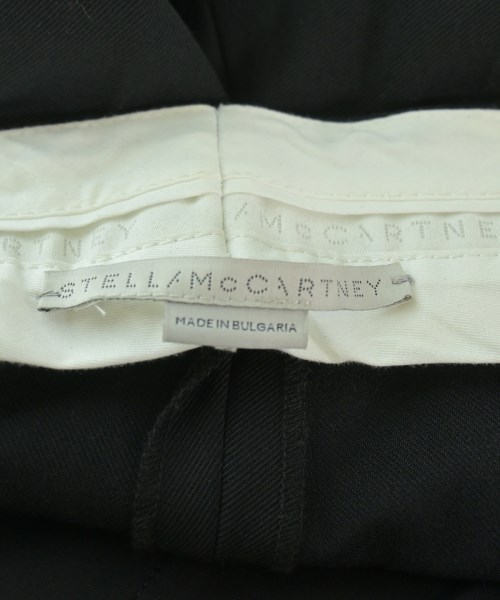 RTNEY
/MCCARTNE
STELLA MCCARTNEY
MADE IN BULGARIA